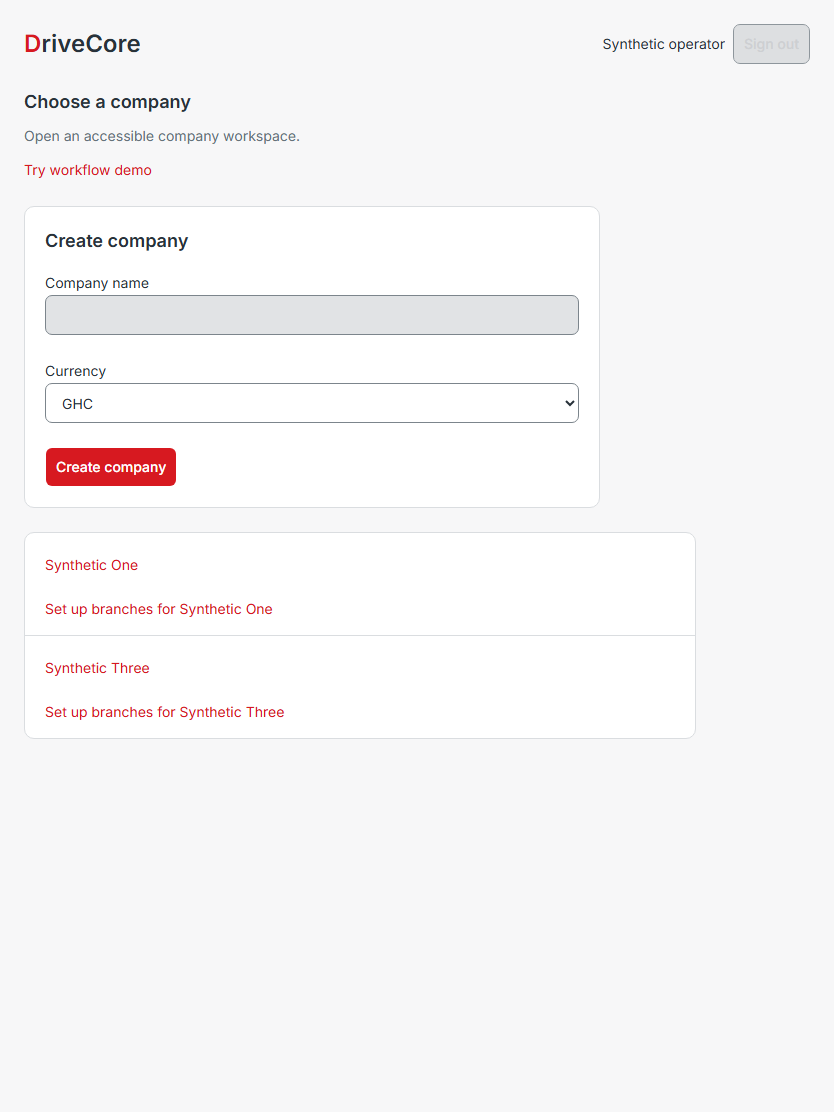 DriveCore
Synthetic operator
Sign out
Choose a company
Open an accessible company workspace.
Try workflow demo
Create company
Company name
Currency
GHC
Create company
Synthetic One
Set up branches for Synthetic One
Synthetic Three
Set up branches for Synthetic Three